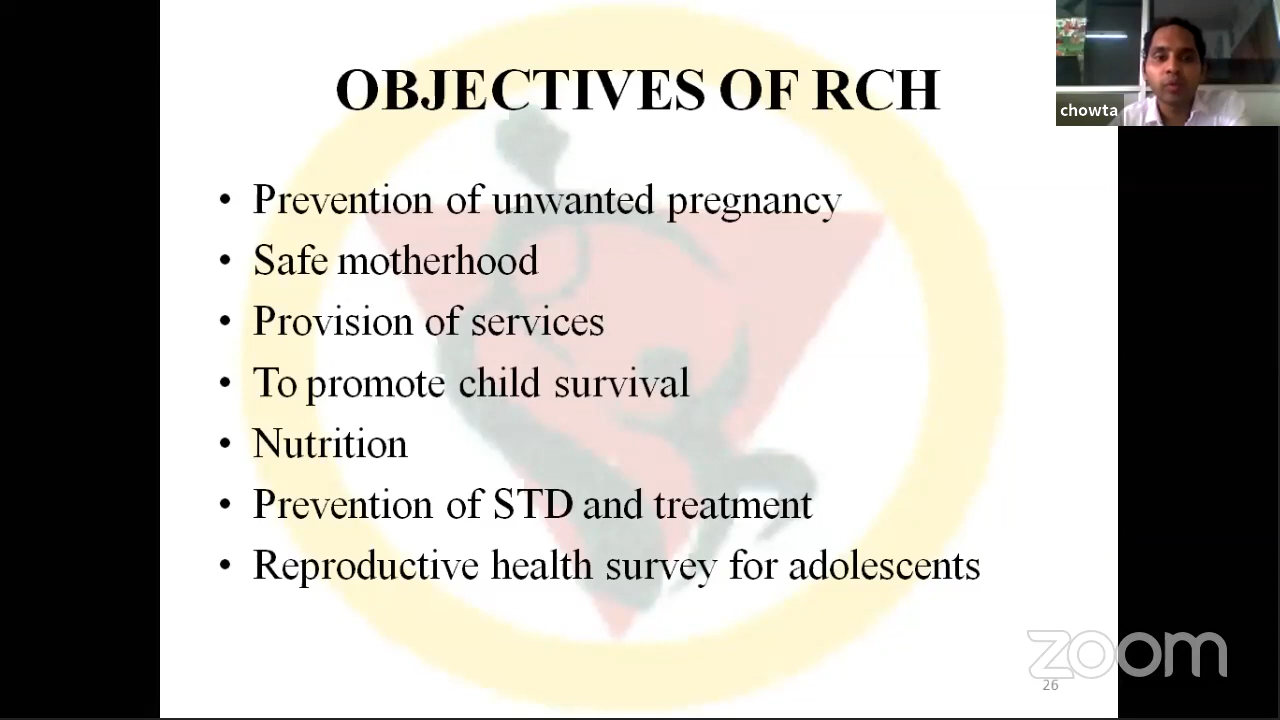 OBJECTIVES OF RCH
chowta
• Prevention of unwanted pregnancy
• Safe motherhood
• Provision of services
• To promote child survival
• Nutrition
• Prevention of STD and treatment
• Reproductive health survey for adolescents
zoom
26